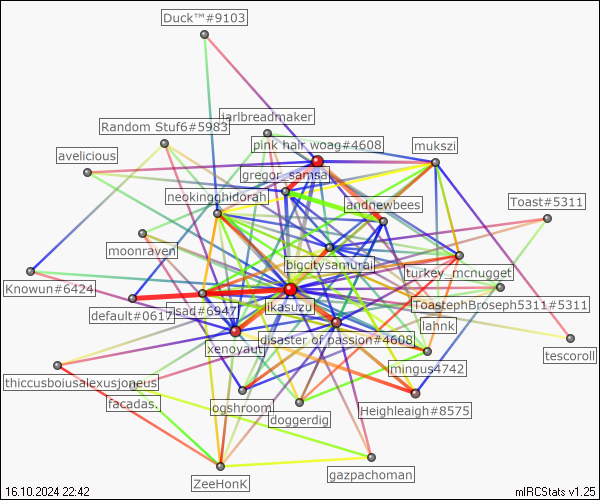 Duck™#9103
jarlbreadmaker
Random Stuf6#5983
pink hair woag#4608
mukszi
avelicious
gregor_samsa
neokingghidorah
andnewbees
Toast#5311
moonraven
bigcitysamurai
turkey_mcnugget
Knowun#6424
ToastephBroseph5311#5311
default#0617
sad#6947
ikasuzu
lahnk
xenoyaut
disaster of passion#4608
tescoroll
mingus4742
thiccusboiusalexusjoneus
facadas.
ogshroom
doggerdig
Heighleaigh#8575
ZeeHonK
gazpachoman
16.10.2024 22:42
mIRCStats v1.25